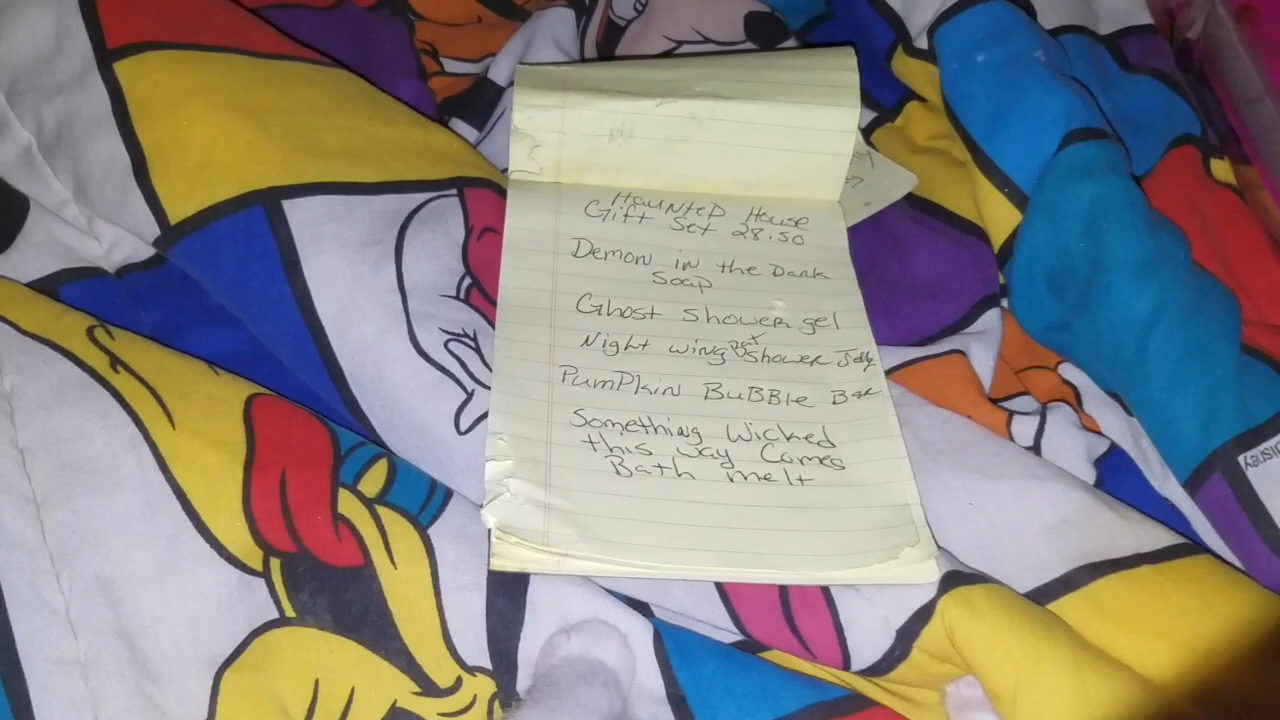 Haunted House
Gift Set 28.50
Demon in the Dark
Soap
Ghost Shower gel
Night wing Bat Shower Jelly
Pumpkin Bubble Bar
Something Wicked
this way Comes
Bath melt
Disney